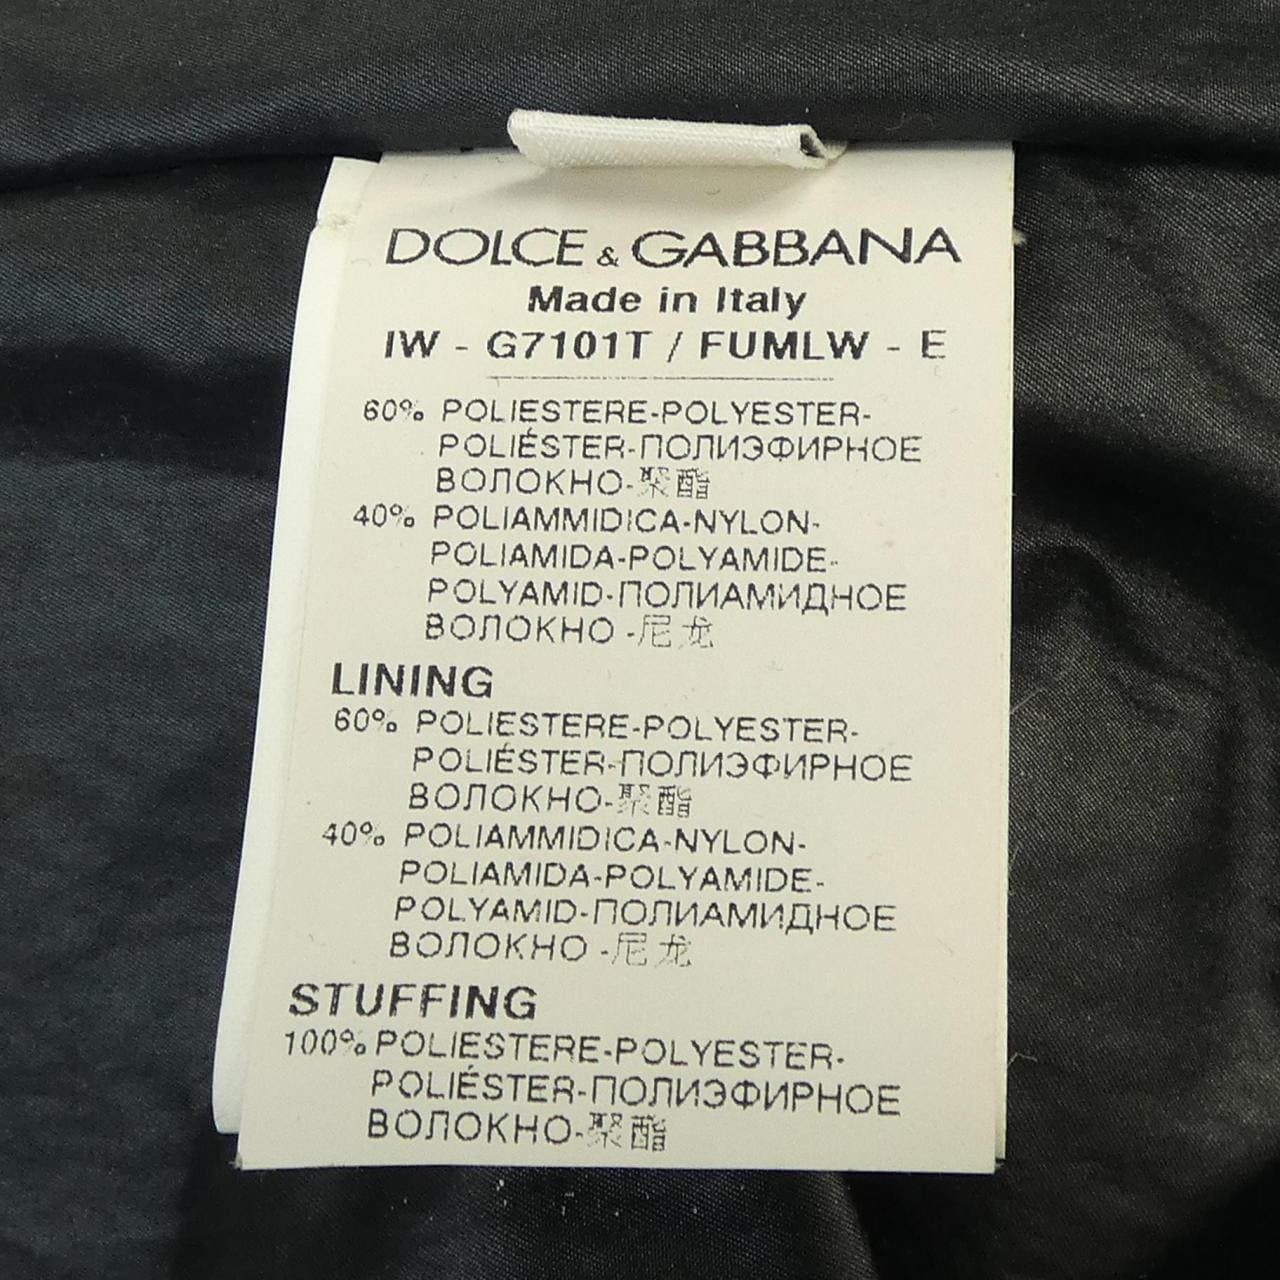 DOLCE & GABBANA
Made in Italy
IW - G7101T / FUMLW - E
60% POLIESTERE-POLYESTER-
POLIÉSTER-ПОЛИЭФИРНОЕ
ВОЛОКНО-聚酯
40% POLIAMMIDICA-NYLON-
POLIAMIDA-POLYAMIDE-
POLYAMID-ПОЛИАМИДНОЕ
ВОЛОКНО -尼龙
LINING
60% POLIESTERE-POLYESTER-
POLIÉSTER-ПОЛИЭФИРНОЕ
ВОЛОКНО-聚酯
40% POLIAMMIDICA-NYLON-
POLIAMIDA-POLYAMIDE-
POLYAMID-ПОЛИАМИДНОЕ
ВОЛОКНО -尼龙
STUFFING
100% POLIESTERE-POLYESTER-
POLIÉSTER-ПОЛИЭФИРНОЕ
ВОЛОКНО-聚酯